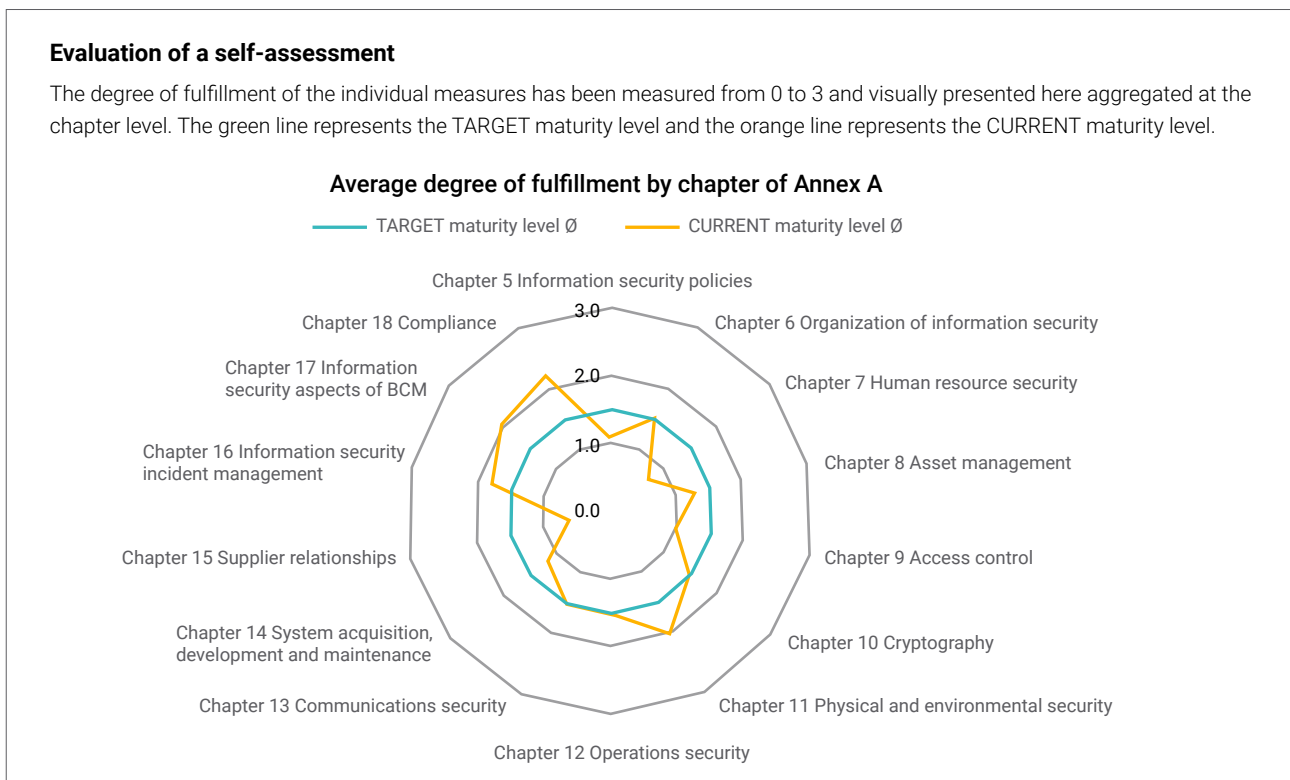 Evaluation of a self-assessment
The degree of fulfillment of the individual measures has been measured from 0 to 3 and visually presented here aggregated at the
chapter level. The green line represents the TARGET maturity level and the orange line represents the CURRENT maturity level.
Average degree of fulfillment by chapter of Annex A
TARGET maturity level Ø
CURRENT maturity level Ø
Chapter 5 Information security policies
3.0
Chapter 18 Compliance
Chapter 6 Organization of information security
Chapter 17 Information
security aspects of BCM
2.0
Chapter 7 Human resource security
1.0
Chapter 16 Information security
incident management
Chapter 8 Asset management
0.0
Chapter 15 Supplier relationships
Chapter 9 Access control
Chapter 14 System acquisition,
development and maintenance
Chapter 10 Cryptography
Chapter 13 Communications security
Chapter 11 Physical and environmental security
Chapter 12 Operations security